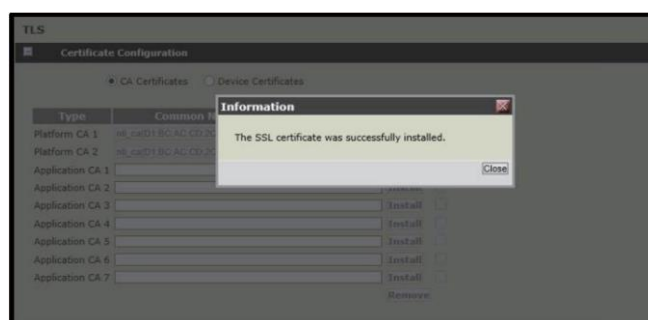 TLS
Certificate Configuration
CA Certificates Device Certificates
Type Common N
Information
The SSL certificate was successfully installed.
Close
Platform CA 1
Platform CA 2
Application CA 1
Application CA 2 Install
Application CA 3 Install
Application CA 4 Install
Application CA 5 Install
Application CA 6 Install
Application CA 7 Install
Remove